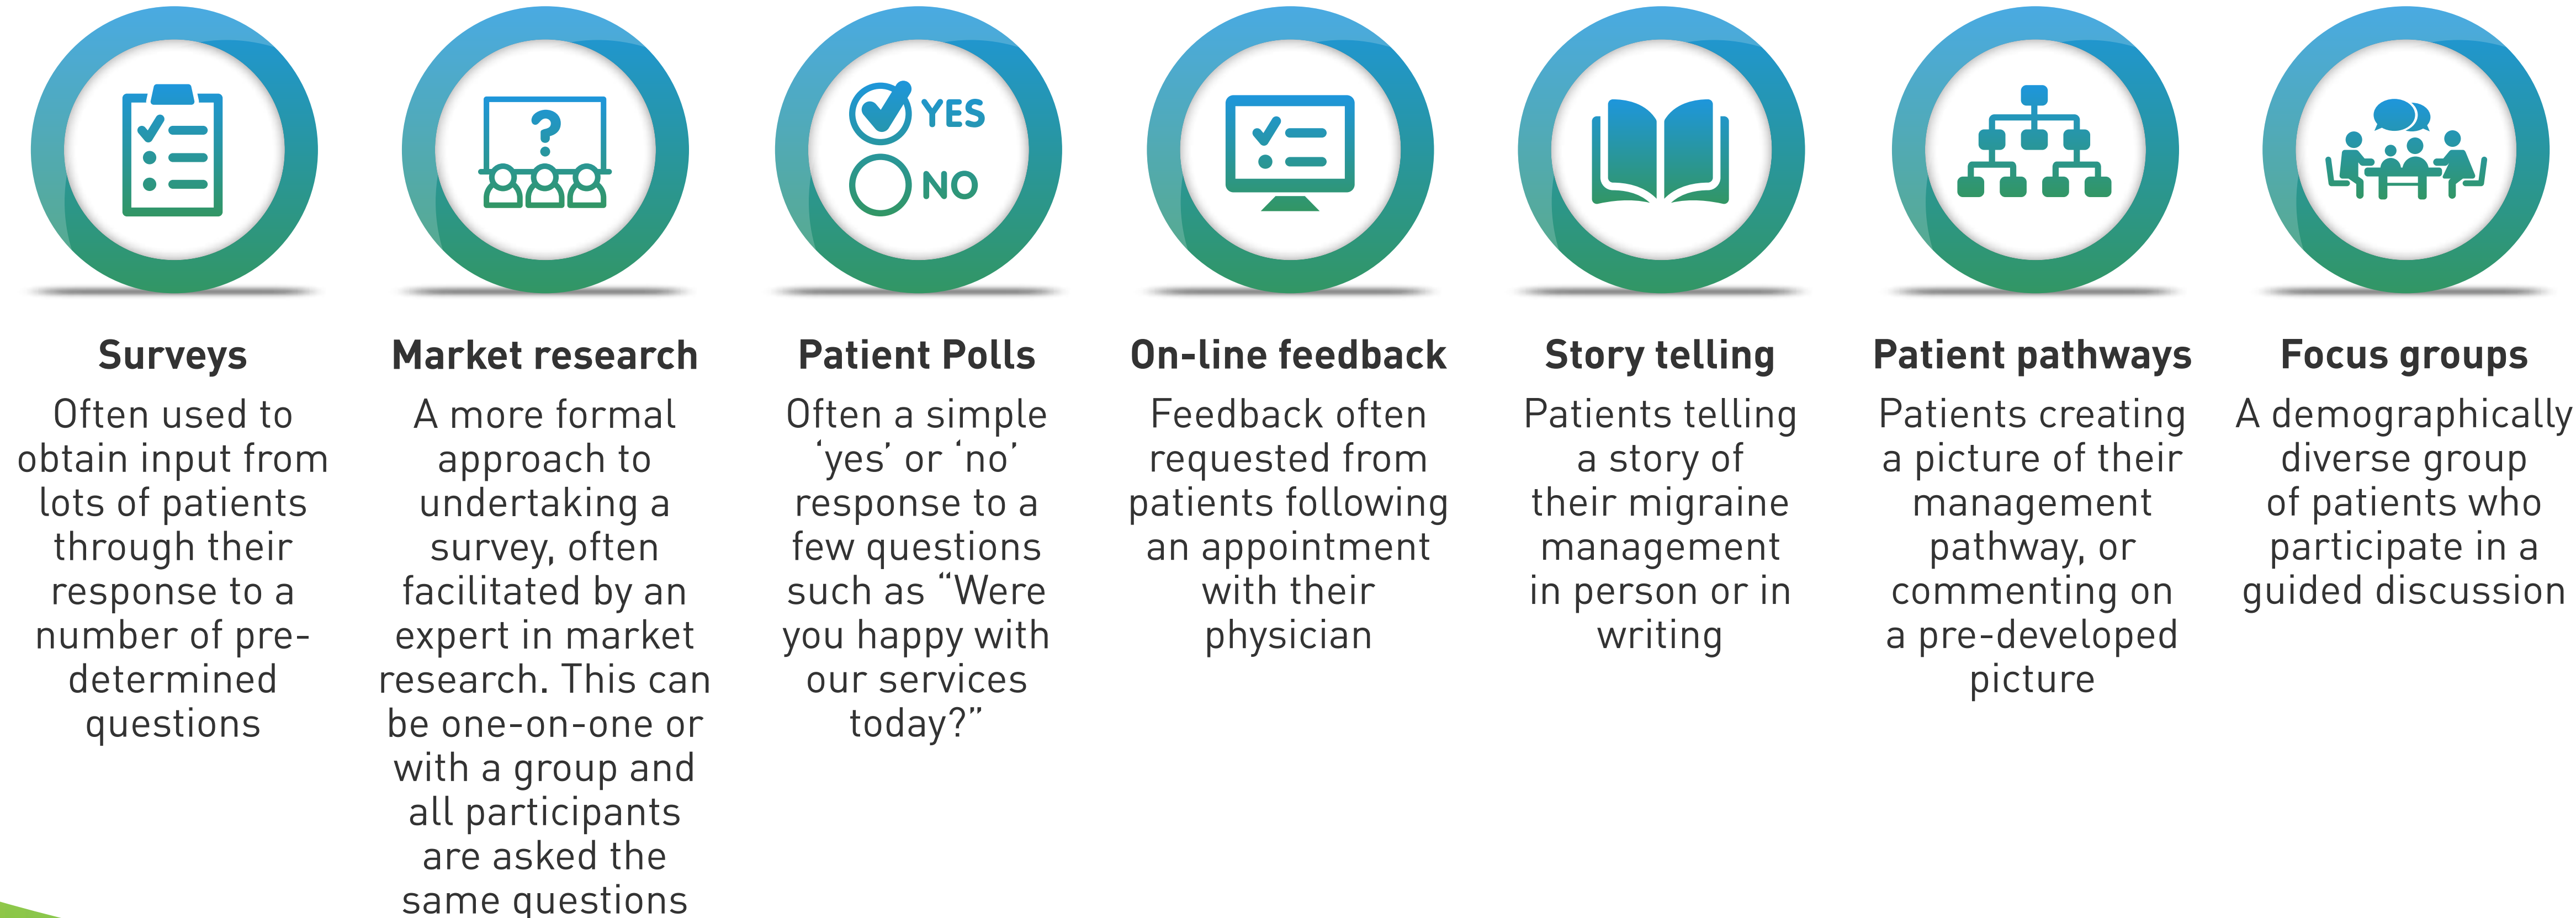 YES
NO
?
Surveys
Often used to
obtain input from
lots of patients
through their
response to a
number of pre-
determined
questions
Market research
A more formal
approach to
undertaking a
survey, often
facilitated by an
expert in market
research. This can
be one-on-one or
with a group and
all participants
are asked the
same questions
Patient Polls
Often a simple
‘yes’ or ‘no’
response to a
few questions
such as “Were
you happy with
our services
today?”
On-line feedback
Feedback often
requested from
patients following
an appointment
with their
physician
Story telling
Patients telling
a story of
their migraine
management
in person or in
writing
Patient pathways
Patients creating
a picture of their
management
pathway, or
commenting on
a pre-developed
picture
Focus groups
A demographically
diverse group
of patients who
participate in a
guided discussion